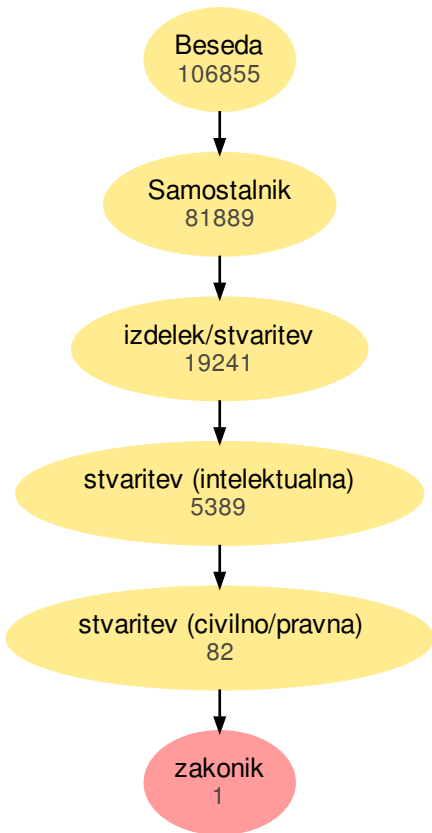 Beseda
106855
Samostalnik
81889
izdelek/stvaritev
19241
stvaritev (intelektualna)
5389
stvaritev (civilno/pravna)
82
zakonik
1